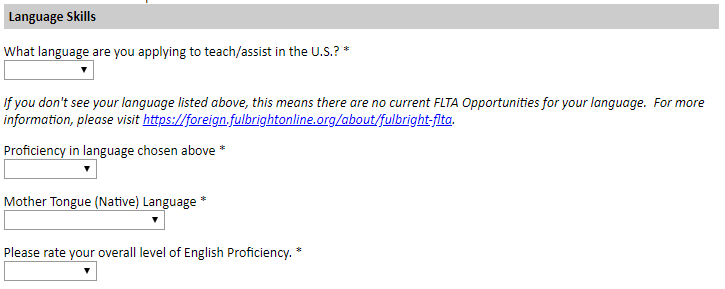 Language Skills
What language are you applying to teach/assist in the U.S.? *
If you don't see your language listed above, this means there are no current FLTA Opportunities for your language.  For more
information, please visit https://foreign.fulbrightonline.org/about/fulbright-flta.
Proficiency in language chosen above *
Mother Tongue (Native) Language *
Please rate your overall level of English Proficiency. *